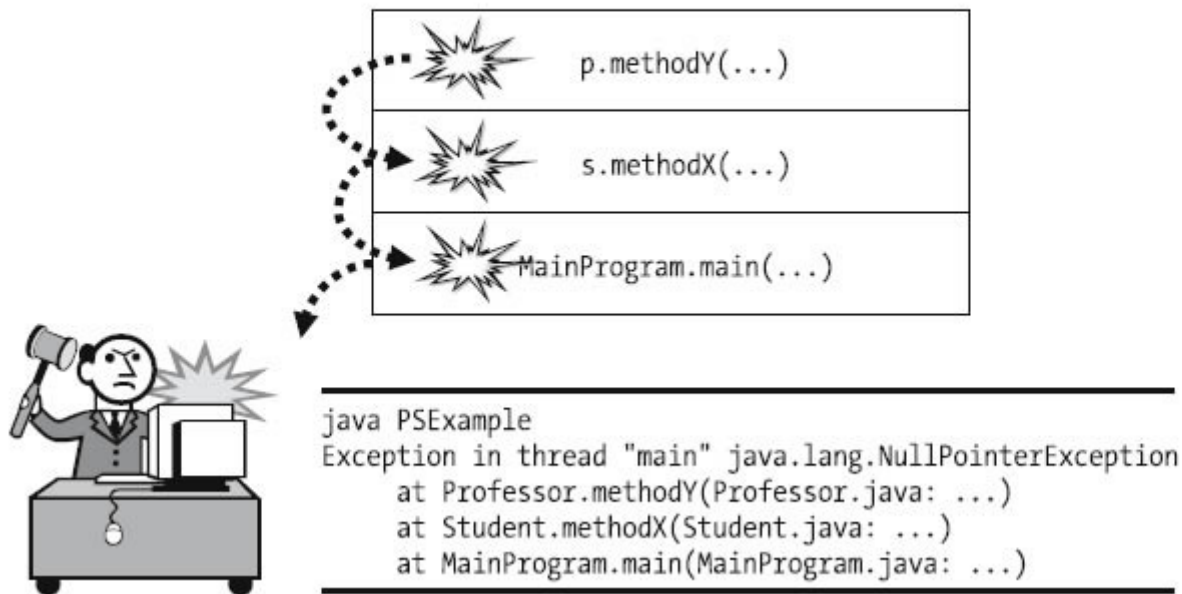 p.methodY(...)
s.methodX(...)
MainProgram.main(...)
java PSExample
Exception in thread "main" java.lang.NullPointerException
at Professor.methodY(Professor.java: ...)
at Student.methodX(Student.java: ...)
at MainProgram.main(MainProgram.java: ...)